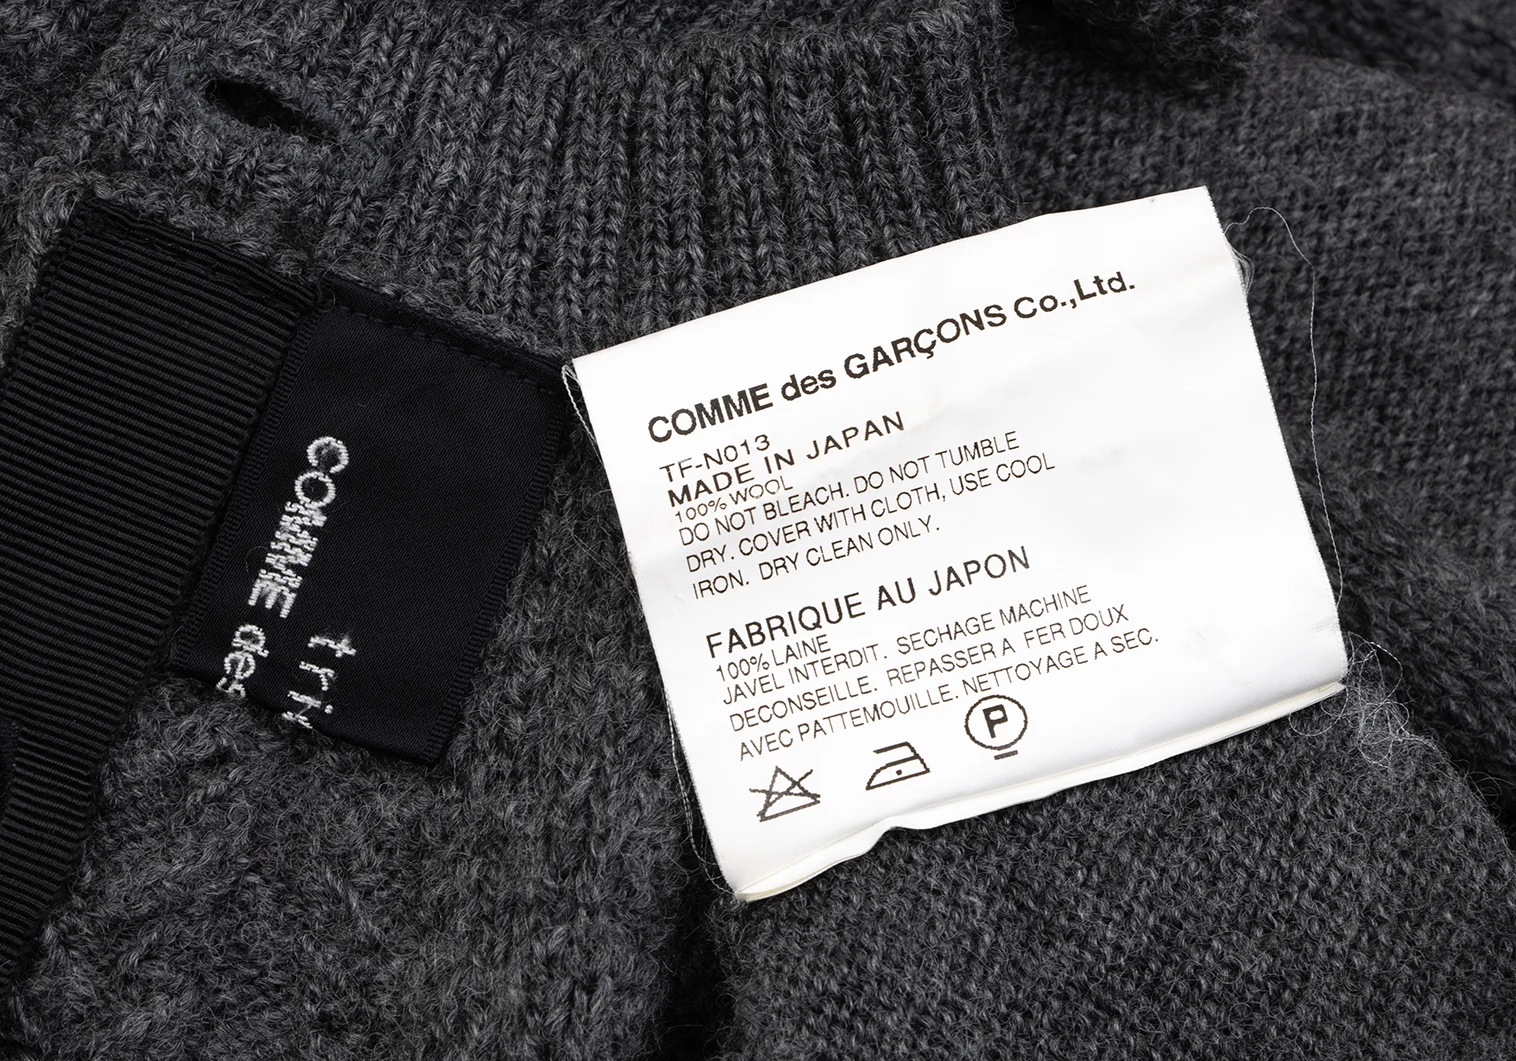 COMME des
COMME des GARÇONS Co.,Ltd.
TF-N013
MADE IN JAPAN
100% WOOL
DO NOT BLEACH. DO NOT TUMBLE
DRY. COVER WITH CLOTH, USE COOL
IRON. DRY CLEAN ONLY.
FABRIQUE AU JAPON
100% LAINE
JAVEL INTERDIT. SECHAGE MACHINE
DECONSEILLE. REPASSER A FER DOUX
AVEC PATTEMOUILLE. NETTOYAGE A SEC.
P